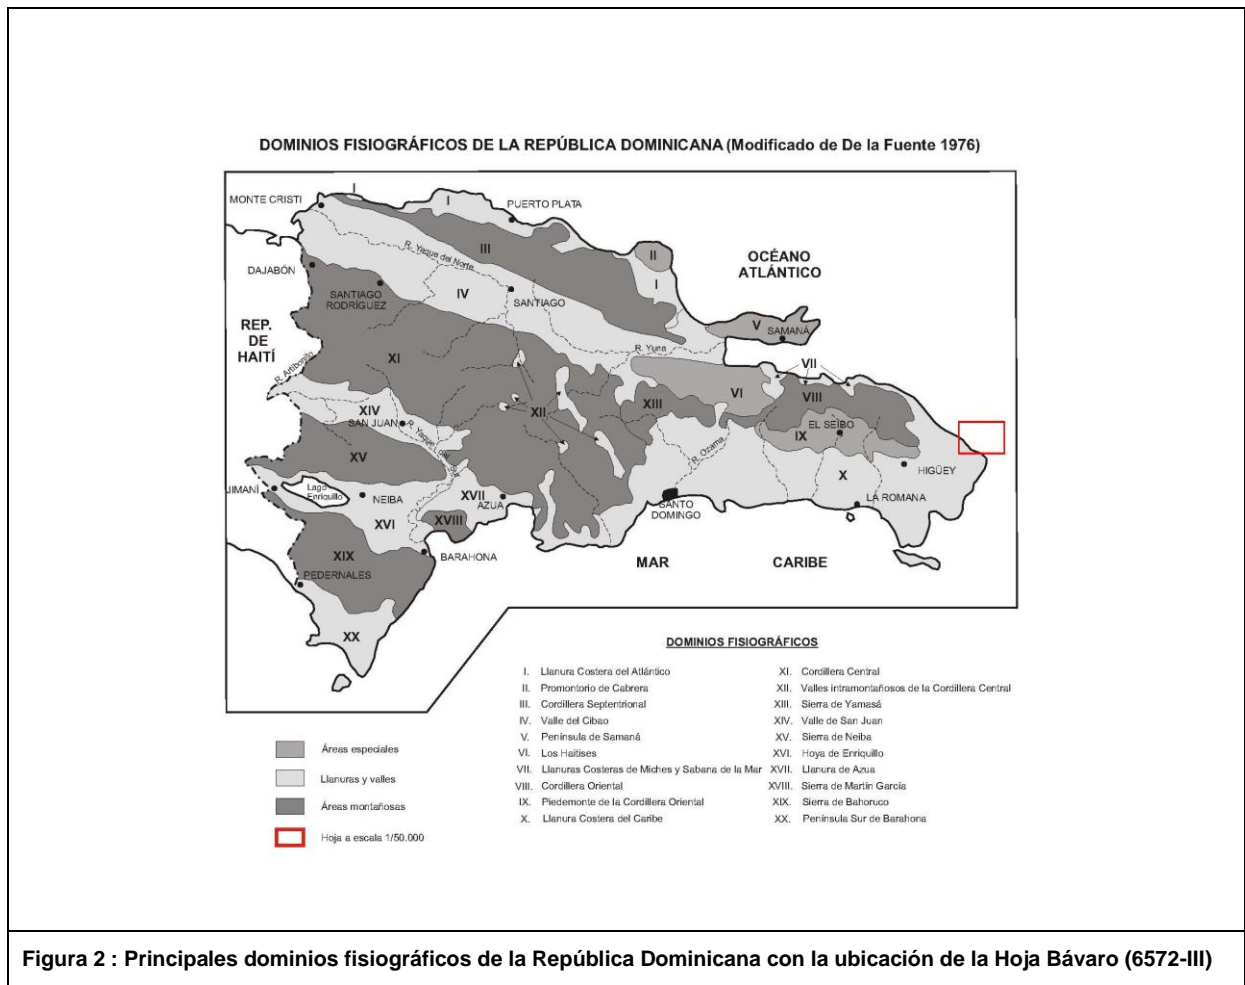 DOMINIOS FISIOGRÁFICOS DE LA REPÚBLICA DOMINICANA (Modificado de De la Fuente 1976)
I
I
MONTE CRISTI
PUERTO PLATA
R. Yaque del Norte
III
II
OCÉANO
ATLÁNTICO
DAJABÓN
I
SANTIAGO
RODRÍGUEZ
IV
SANTIAGO
V
SAMANÁ
REP.
DE
HAITÍ
R. Yuna
XI
R. Artibonito
VII
VI
VIII
XIV
SAN JUAN
XII
XIII
EL SEIBO
IX
R. Yaque del Sur
R. Ozama
XV
X
HIGÜEY
JIMANÍ
Lago
Enriquillo
NEIBA
XVII
AZUA
LA ROMANA
SANTO
DOMINGO
XVI
XVIII
XIX
BARAHONA
MAR
CARIBE
PEDERNALES
XX
DOMINIOS FISIOGRÁFICOS
I. Llanura Costera del Atlántico
II. Promontorio de Cabrera
III. Cordillera Septentrional
IV. Valle del Cibao
V. Península de Samaná
VI. Los Haitises
VII. Llanuras Costeras de Miches y Sabana de la Mar
VIII. Cordillera Oriental
IX. Piedemonte de la Cordillera Oriental
X. Llanura Costera del Caribe
XI. Cordillera Central
XII. Valles intramontañosos de la Cordillera Central
XIII. Sierra de Yamasá
XIV. Valle de San Juan
XV. Sierra de Neiba
XVI. Hoya de Enriquillo
XVII. Llanura de Azua
XVIII. Sierra de Martín García
XIX. Sierra de Bahoruco
XX. Península Sur de Barahona
Áreas especiales
Llanuras y valles
Áreas montañosas
Hoja a escala 1/50.000
Figura 2 : Principales dominios fisiográficos de la República Dominicana con la ubicación de la Hoja Bávaro (6572-III)